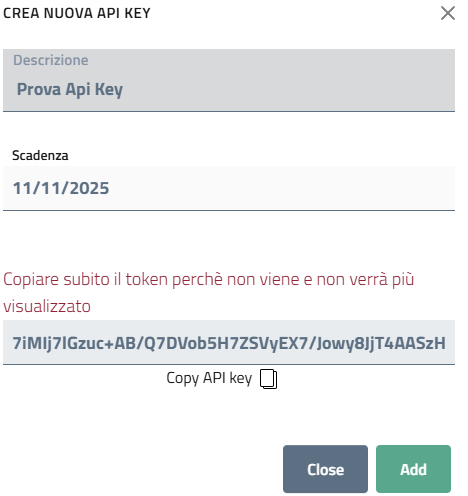 CREA NUOVA API KEY
Descrizione
Prova Api Key
Scadenza
11/11/2025
Copiare subito il token perchè non viene e non verrà più
visualizzato
7iMlj7lGzuc+AB/Q7DVob5H7ZSVyEX7/Jowy8JjT4AASzH
Copy API key
Close
Add